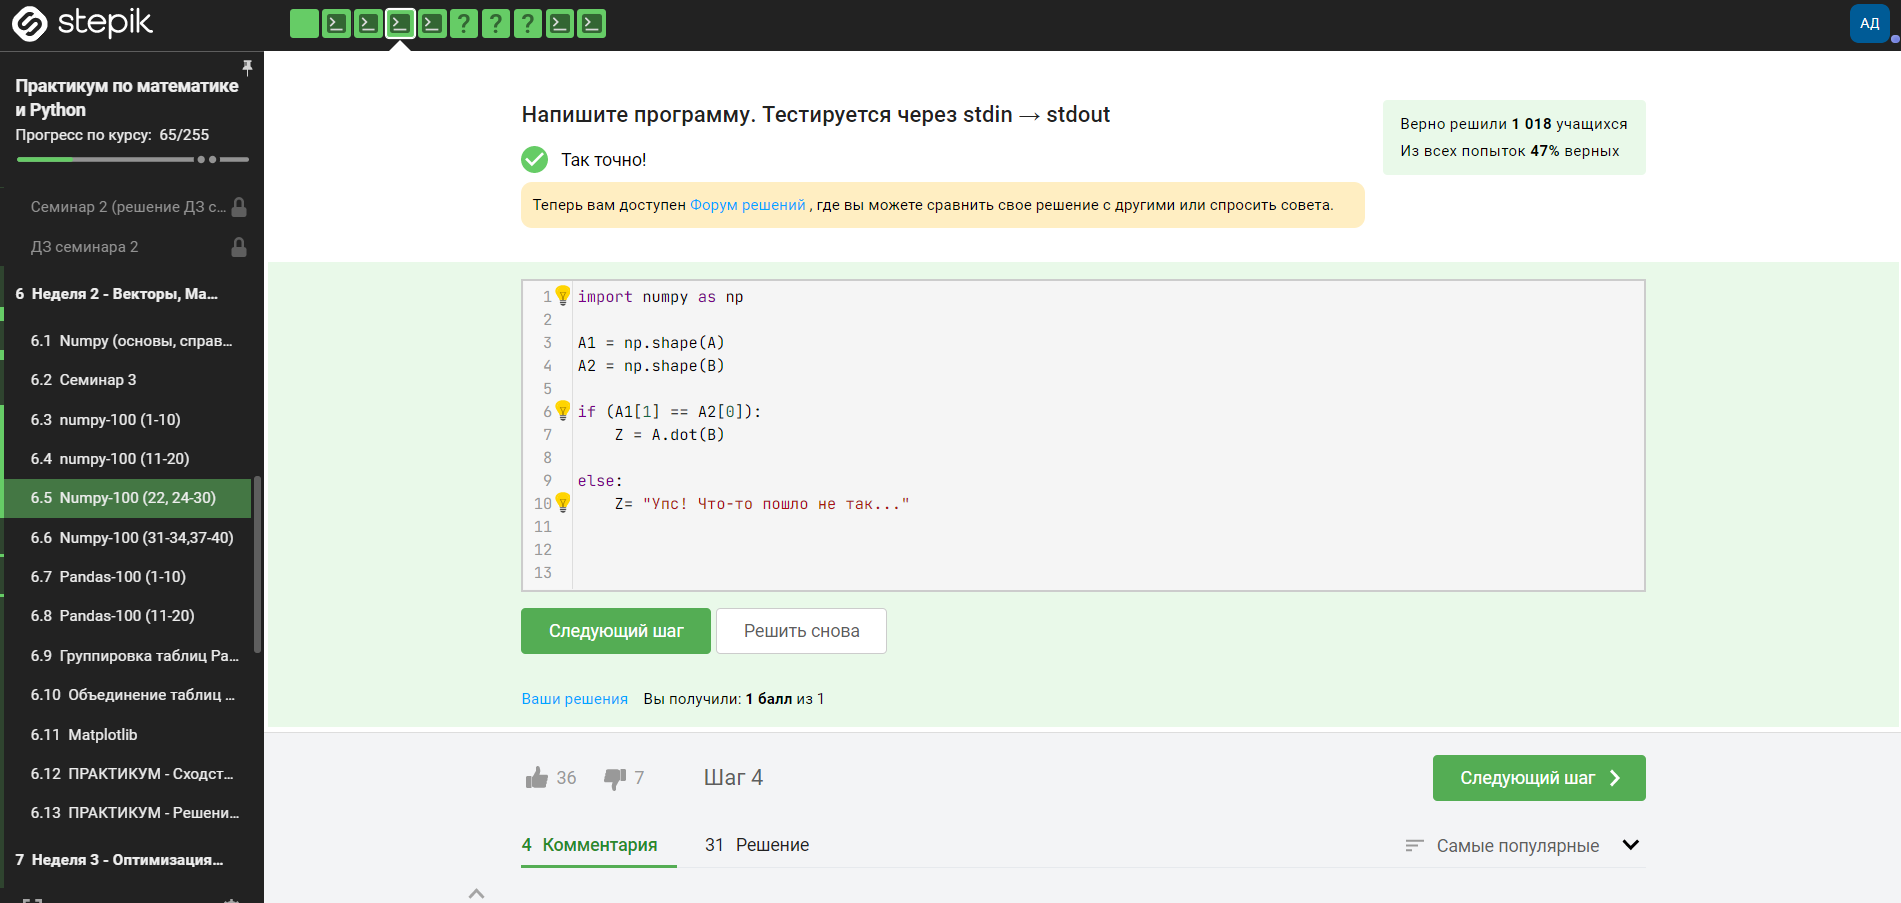 stepik
? ? ?
АД
Практикум по математике
и Python
Прогресс по курсу: 65/255
Семинар 2 (решение ДЗ с...
ДЗ семинара 2
6 Неделя 2 - Векторы, Ма...
6.1 Numpy (основы, справ...
6.2 Семинар 3
6.3 numpy-100 (1-10)
6.4 numpy-100 (11-20)
6.5 Numpy-100 (22, 24-30)
6.6 Numpy-100 (31-34,37-40)
6.7 Pandas-100 (1-10)
6.8 Pandas-100 (11-20)
6.9 Группировка таблиц Pa...
6.10 Объединение таблиц ...
6.11 Matplotlib
6.12 ПРАКТИКУМ - Сходст...
6.13 ПРАКТИКУМ - Решени...
7 Неделя 3 - Оптимизация...
Напишите программу. Тестируется через stdin → stdout
Так точно!
Верно решили 1 018 учащихся
Из всех попыток 47% верных
Теперь вам доступен Форум решений , где вы можете сравнить свое решение с другими или спросить совета.
1 import numpy as np
2
3 A1 = np.shape(A)
4 A2 = np.shape(B)
5
6 if (A1[1] == A2[0]):
7 Z = A.dot(B)
8
9 else:
10 Z= "Упс! Что-то пошло не так..."
11
12
13
Следующий шаг
Решить снова
Ваши решения Вы получили: 1 балл из 1
36 7 Шаг 4
Следующий шаг
4 Комментария 31 Решение
Самые популярные